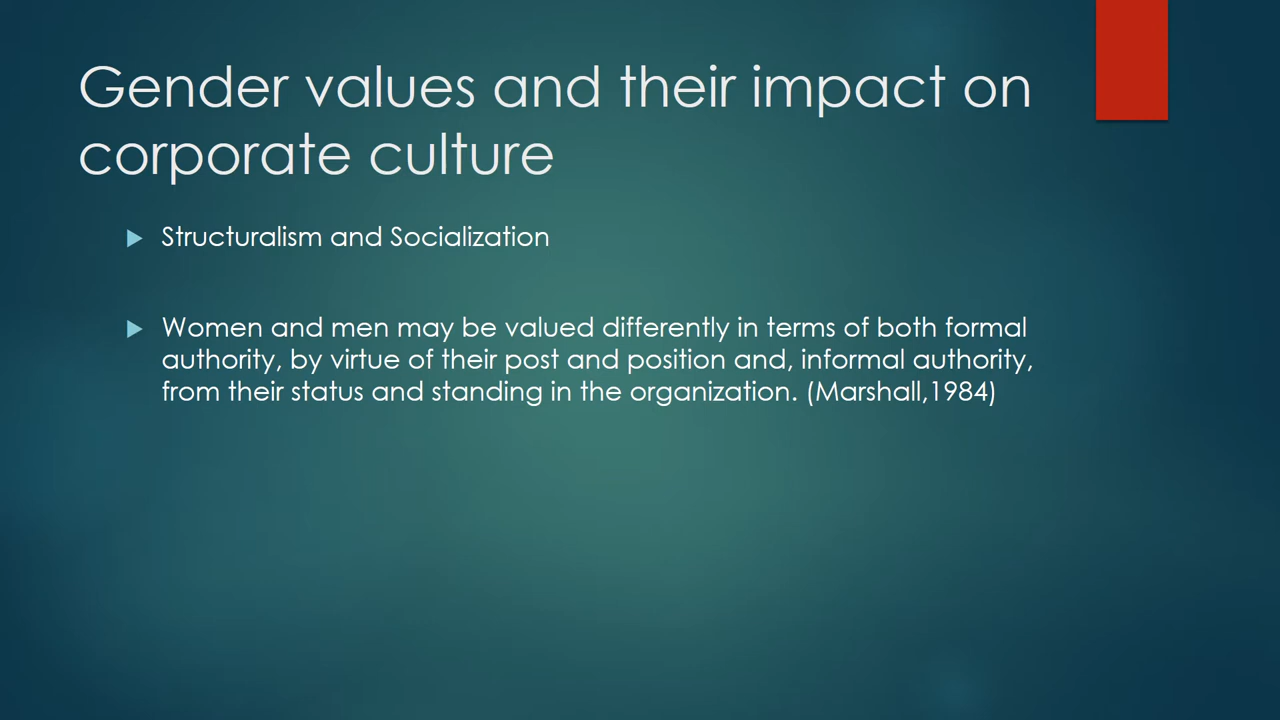 Gender values and their impact on
corporate culture
Structuralism and Socialization
Women and men may be valued differently in terms of both formal
authority, by virtue of their post and position and, informal authority,
from their status and standing in the organization. (Marshall,1984)